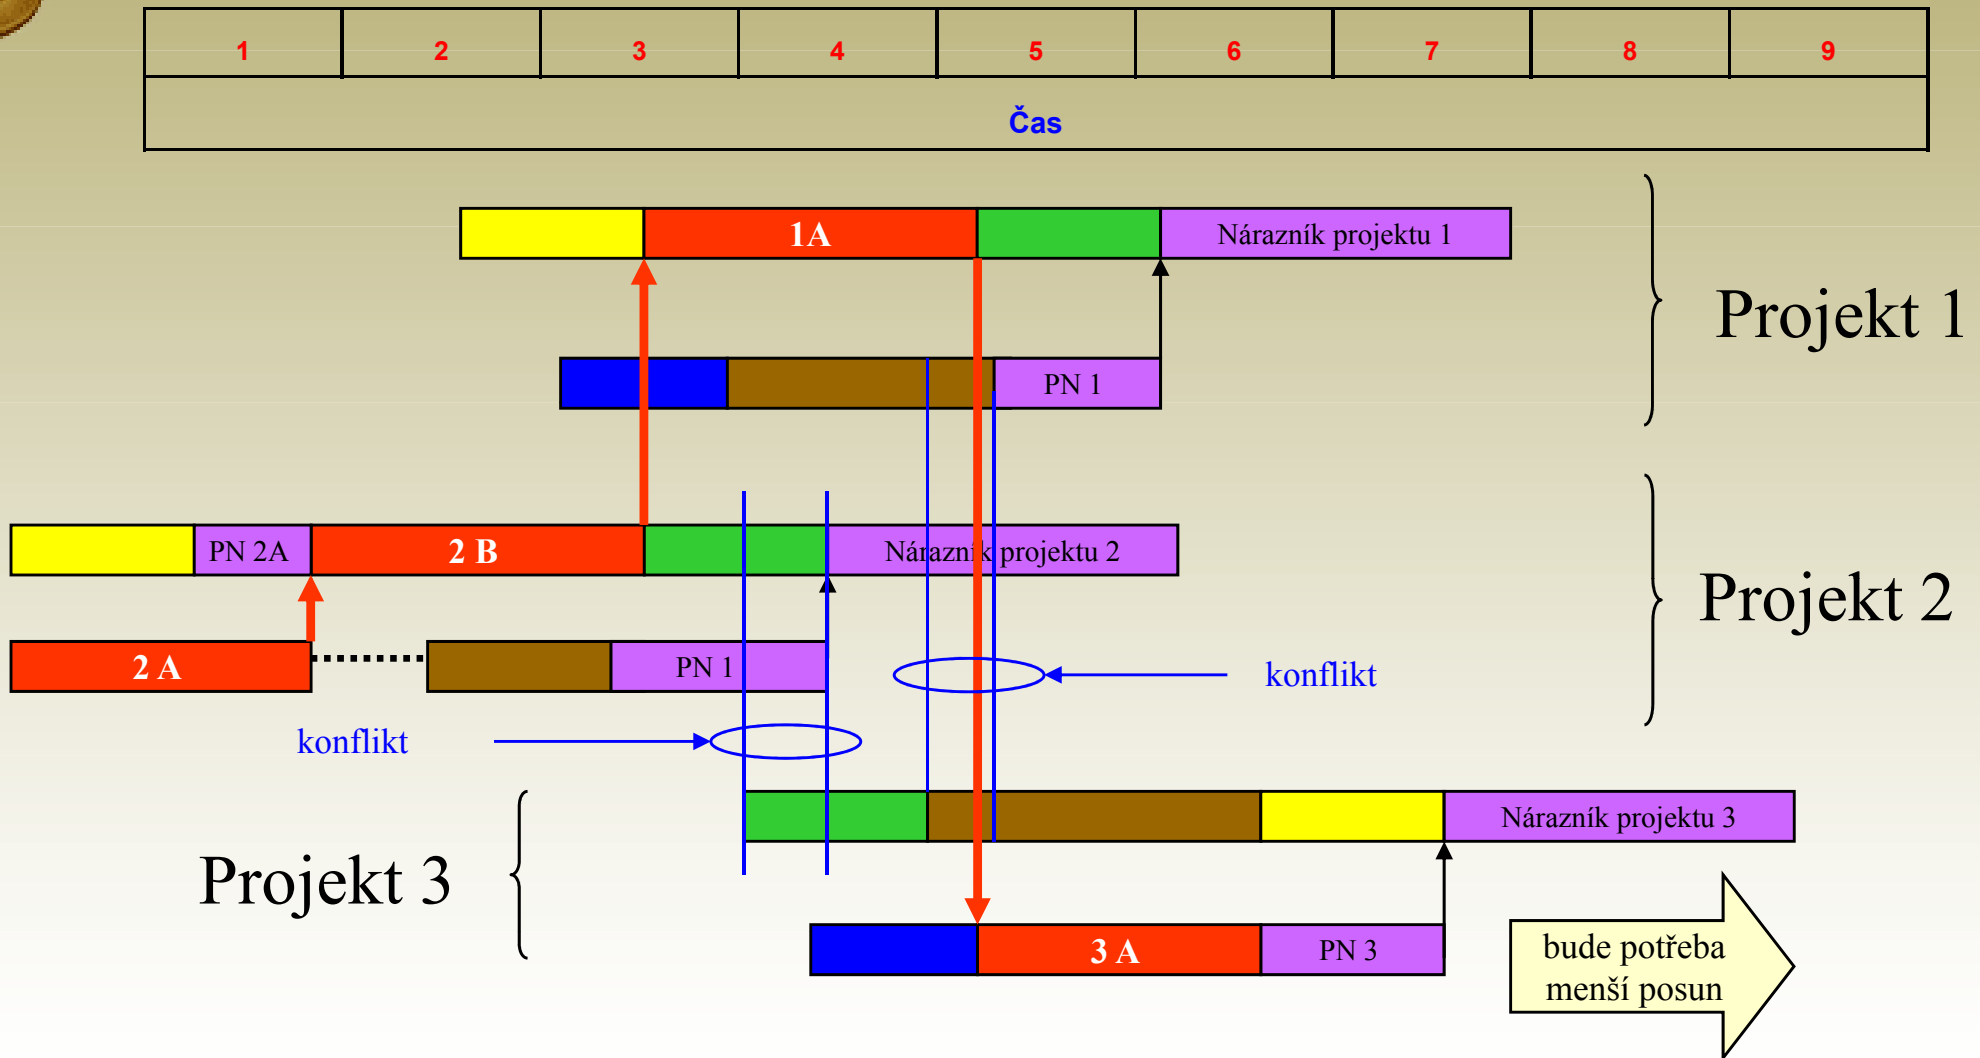 1 2 3 4 5 6 7 8 9
Čas
1A
Nárazník projektu 1
Projekt 1
PN 1
PN 2A
2 B
Nárazník projektu 2
Projekt 2
2 A
PN 1
konflikt
konflikt
Nárazník projektu 3
Projekt 3
3 A
PN 3
bude potřeba
menší posun